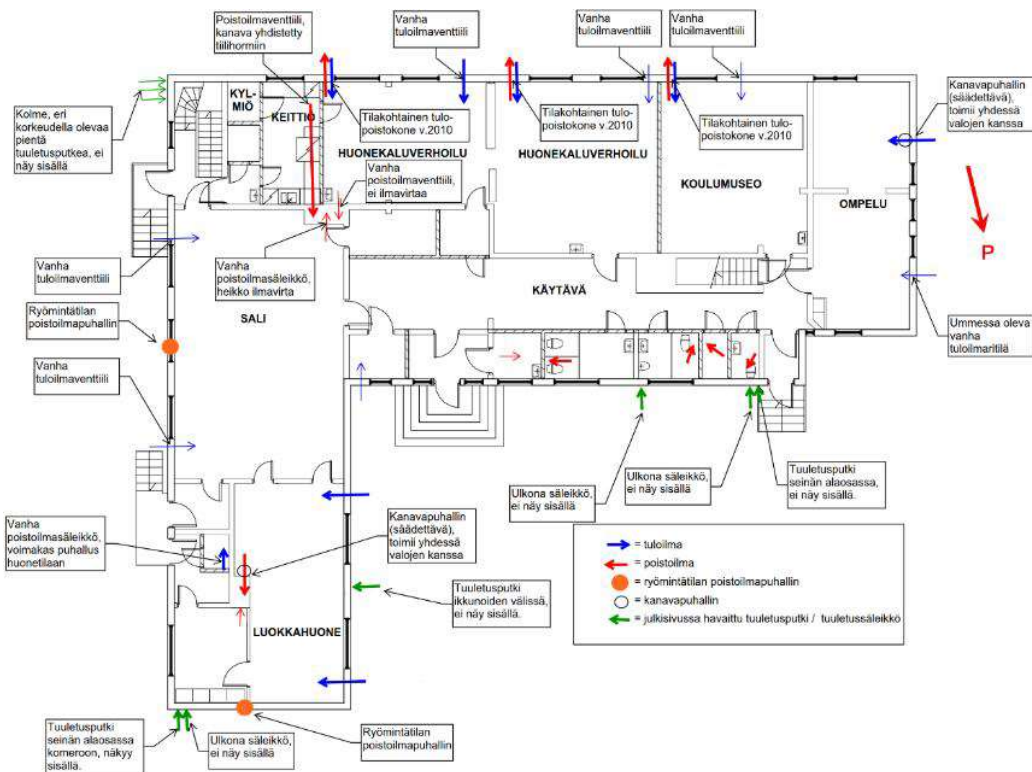 Poistoilmaventtiili,
kanava yhdistetty
tiilihormiin
Vanha
tuloilmaventtiili
Vanha
tuloilmaventtiili
Vanha
tuloilmaventtiili
Kolme, eri
korkeudella olevaa
pientä
tuuletusputkea, ei
näy sisällä
KYL-
MIÖ
KEITTIÖ
Tilakohtainen tulo-
poistokone v.2010
Tilakohtainen tulo-
poistokone v.2010
Tilakohtainen tulo-
poistokone v.2010
Kanavapuhallin
(säädettävä),
toimii yhdessä
valojen kanssa
HUONEKALUVERHOILU
HUONEKALUVERHOILU
KOULUMUSEO
OMPELU
Vanha
poistoilmaventtiili,
ei ilmavirtaa
P
Vanha
tuloilmaventtiili
Vanha
poistoilmasäleikkö,
heikko ilmavirta
KÄYTÄVÄ
SALI
Ryömintätilan
poistoilmapuhallin
Ummessa oleva
vanha
tuloilmaritilä
Vanha
tuloilmaventtiili
Ulkona säleikkö,
ei näy sisällä
Ulkona säleikkö,
ei näy sisällä
Tuuletusputki
seinän alaosassa,
ei näy sisällä.
Vanha
poistoilmasäleikkö,
voimakas puhallus
huonetilaan
Kanavapuhallin
(säädettävä),
toimii yhdessä
valojen kanssa
Tuuletusputki
ikkunoiden välissä,
ei näy sisällä.
= tuloilma
= poistoilma
= ryömintätilan poistoilmapuhallin
= kanavapuhallin
= julkisivussa havaittu tuuletusputki / tuuletussäleikkö
LUOKKAHUONE
Tuuletusputki
seinän alaosassa
komeroon, näkyy
sisällä.
Ulkona säleikkö,
ei näy sisällä
Ryömintätilan
poistoilmapuhallin